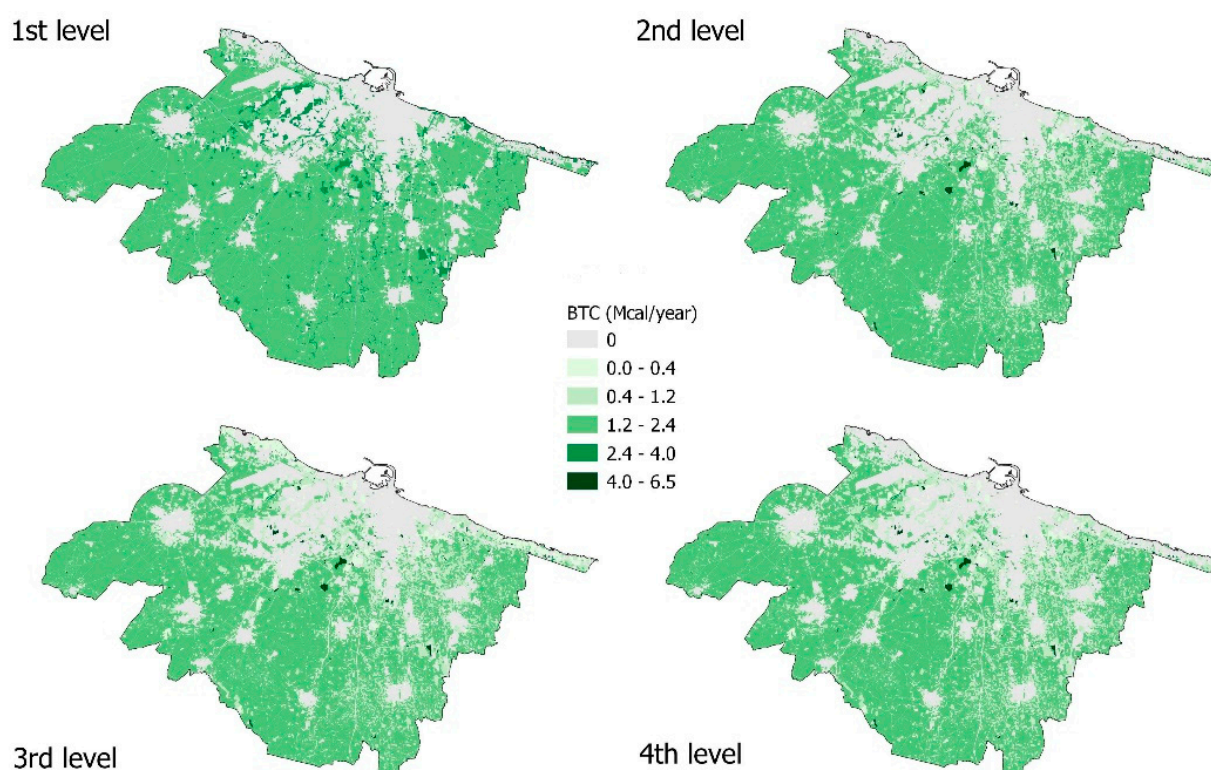 1st level
2nd level
BTC (Mcal/year)
0
0.0 - 0.4
0.4 - 1.2
1.2 - 2.4
2.4 - 4.0
4.0 - 6.5
3rd level
4th level